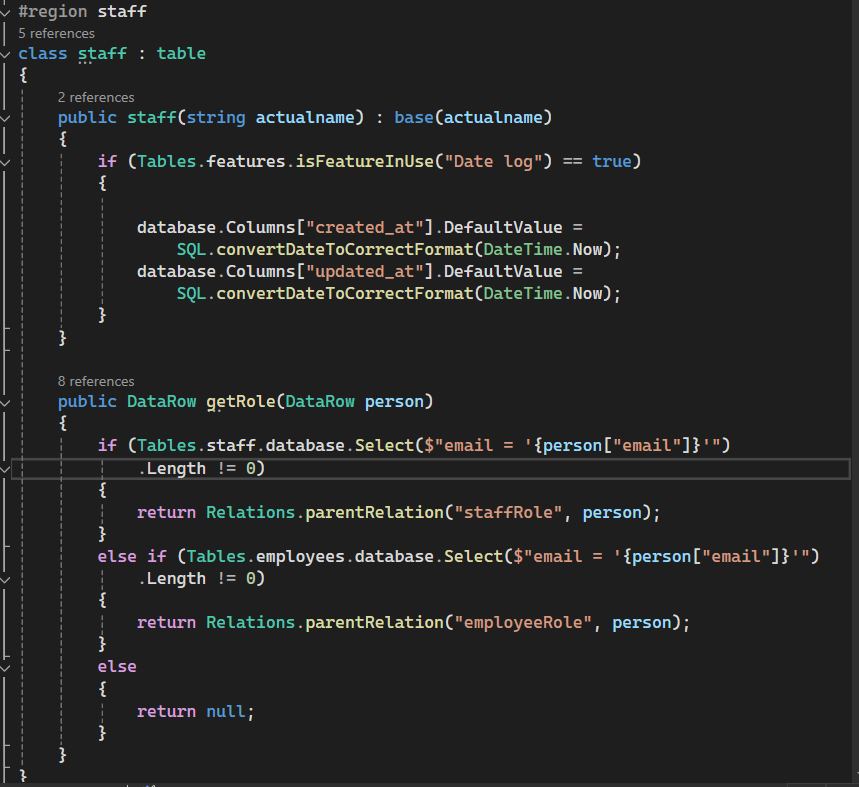 #region staff
5 references
class staff : table
{
2 references
public staff(string actualname) : base(actualname)
{
if (Tables.features.isFeatureInUse("Date log") == true)
{
database.Columns["created_at"].DefaultValue =
SQL.convertDateToCorrectFormat(DateTime.Now);
database.Columns["updated_at"].DefaultValue =
SQL.convertDateToCorrectFormat(DateTime.Now);
}
}
8 references
public DataRow getRole(DataRow person)
{
if (Tables.staff.database.Select($"email = '{person["email"]}'")
.Length != 0)
{
return Relations.parentRelation("staffRole", person);
}
else if (Tables.employees.database.Select($"email = '{person["email"]}'")
.Length != 0)
{
return Relations.parentRelation("employeeRole", person);
}
else
{
return null;
}
}
}